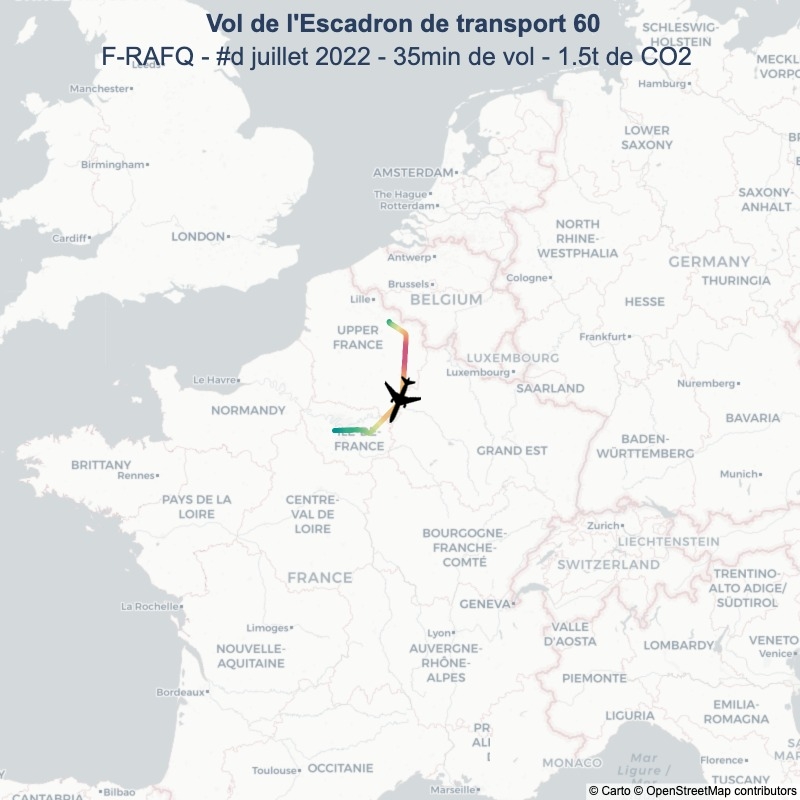 Vol de l'Escadron de transport 60
F-RAFQ - #d juillet 2022 - 35min de vol - 1.5t de CO2
SCHLESWIG-
HOLSTEIN
Leeds
MECKL
VORPO
Manchester
Hamburg
LOWER
SAXONY
Birmingham
AMSTERDAM
The Hague
Rotterdam
SAXONY-
ANHALT
Cardiff
LONDON
NORTH
RHINE-
WESTPHALIA
Antwerp
GERMANY
Cologne
THURINGIA
Brussels
Lille
BELGIUM
HESSE
UPPER
FRANCE
Frankfurt
LUXEMBOURG
Luxembourg
SAARLAND
Nuremberg
Le Havre
NORMANDY
BAVARIA
ILE-DE-
FRANCE
GRAND EST
BADEN-
WÜRTTEMBERG
BRITTANY
Rennes
Munich
PAYS DE LA
LOIRE
CENTRE-
VAL DE
LOIRE
Zurich
LIECHTENSTEIN
BOURGOGNE-
FRANCHE-
COMTÉ
SWITZERLAND
FRANCE
TRENTINO-
ALTO ADIGE/
SÜDTIROL
La Rochelle
GENEVA
Limoges
Lyon
VALLE
D'AOSTA
LOMBARDY
VENETO
Venice
NOUVELLE-
AQUITAINE
AUVERGNE-
RHÔNE-
ALPES
PIEMONTE
Bordeaux
EMILIA-
ROMAGNA
LIGURIA
PR
ALI
Mar
Ligure /
MONACO
Florence
Toulouse
OCCITANIE
TUSCANY
Marseille
CANTABRIA
Bilbao
© Carto © OpenStreetMap contributors